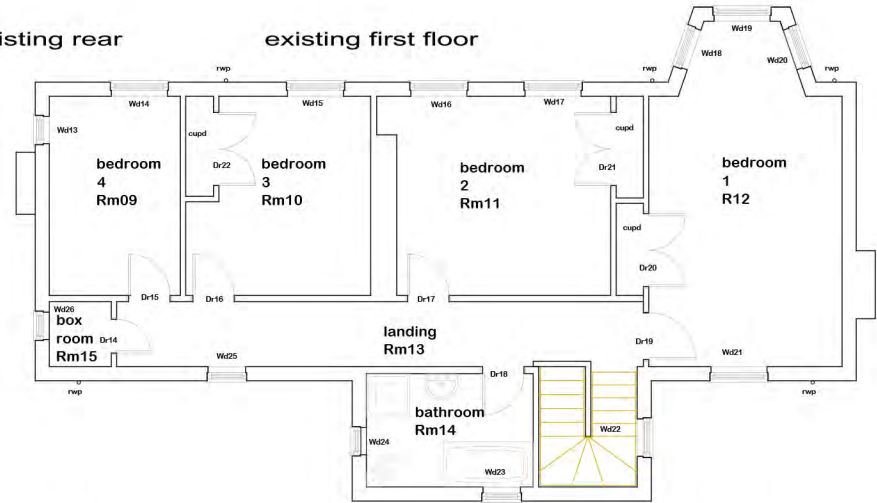 isting rear
existing first floor
rwp
rwp
rwp
Wd19
Wd18
Wd20
Wd14
Wd15
Wd16
Wd17
Wd13
cupd
cupd
bedroom
4
Rm09
Dr22
bedroom
3
Rm10
bedroom
2
Rm11
Dr21
bedroom
1
R12
cupd
Dr20
Dr15
Dr16
Dr17
Wd26
box
room
Rm15
Dr14
landing
Rm13
Dr19
Wd25
Wd21
Dr18
rwp
rwp
bathroom
Rm14
Wd24
Wd22
Wd23